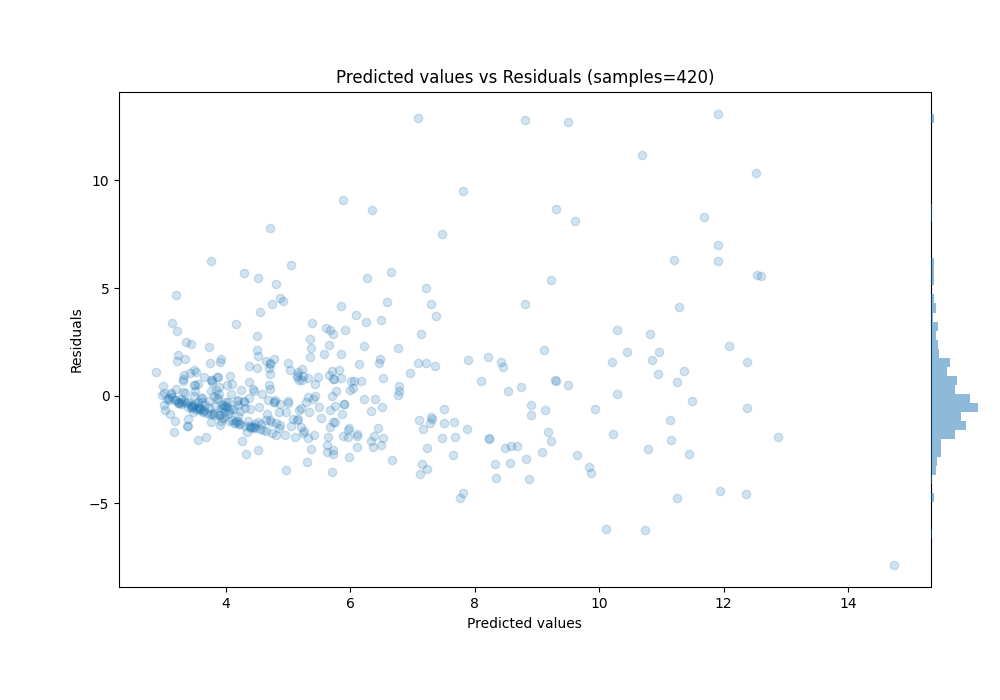 Predicted values vs Residuals (samples=420)
10
5
0
−5
Residuals
4 6 8 10 12 14
Predicted values